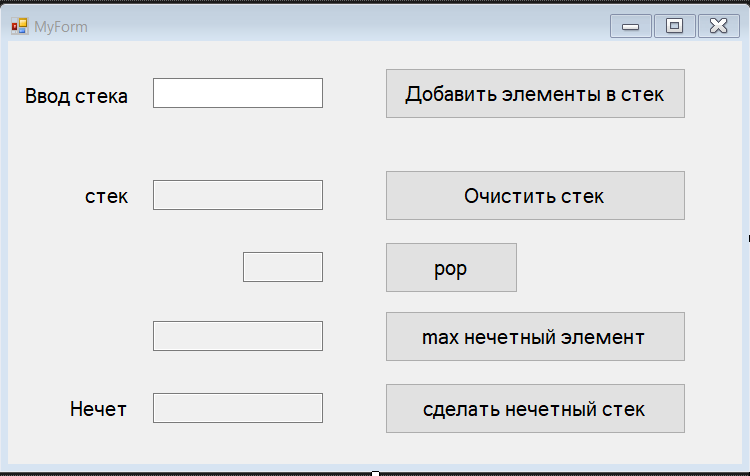 MyForm
Ввод стека
Добавить элементы в стек
стек
Очистить стек
pop
max нечетный элемент
Нечет
сделать нечетный стек